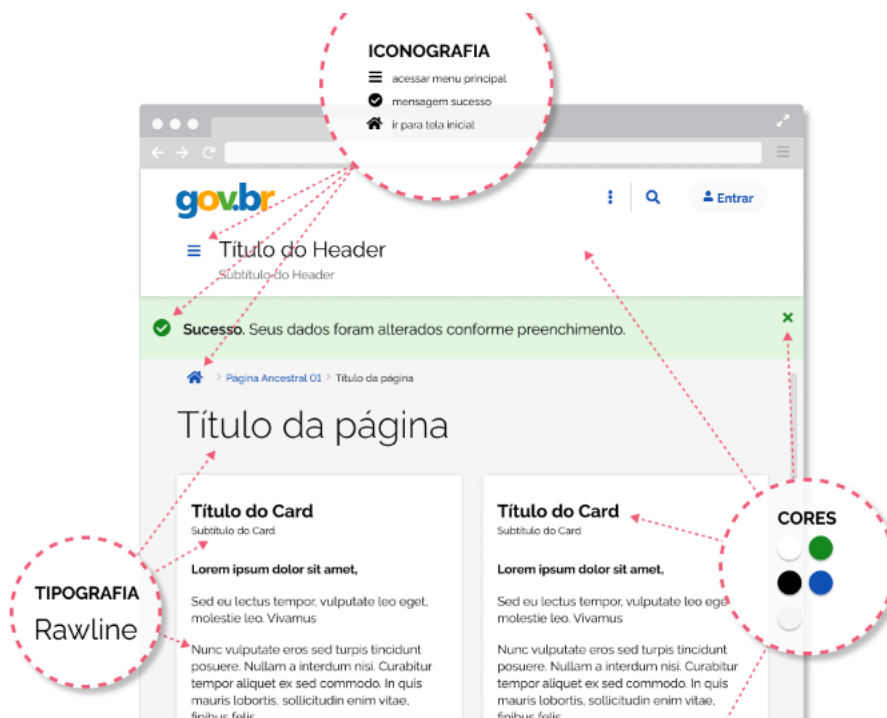 ICONOGRAFIA
acessar menu principal
mensagem sucesso
ir para tela inicial
gov.br
Entrar
Título do Header
Subtítulo do Header
Sucesso. Seus dados foram alterados conforme preenchimento.
Página Ancestral 01 > Título da página
Título da página
Título do Card
Subtítulo do Card
Lorem ipsum dolor sit amet,
Sed eu lectus tempor, vulputate leo eget,
molestie leo. Vivamus
Nunc vulputate eros sed turpis tincidunt
posuere. Nullam a interdum nisi. Curabitur
tempor aliquet ex sed commodo. In quis
mauris lobortis, sollicitudin enim vitae,
finibus felis
Título do Card
Subtítulo do Card
Lorem ipsum dolor sit amet,
Sed eu lectus tempor, vulputate leo ege
molestie leo. Vivamus
Nunc vulputate eros sed turpis tincidunt
posuere. Nullam a interdum nisi. Curabitur
tempor aliquet ex sed commodo. In quis
mauris lobortis, sollicitudin enim vitae,
finibus felis
TIPOGRAFIA
Rawline
CORES